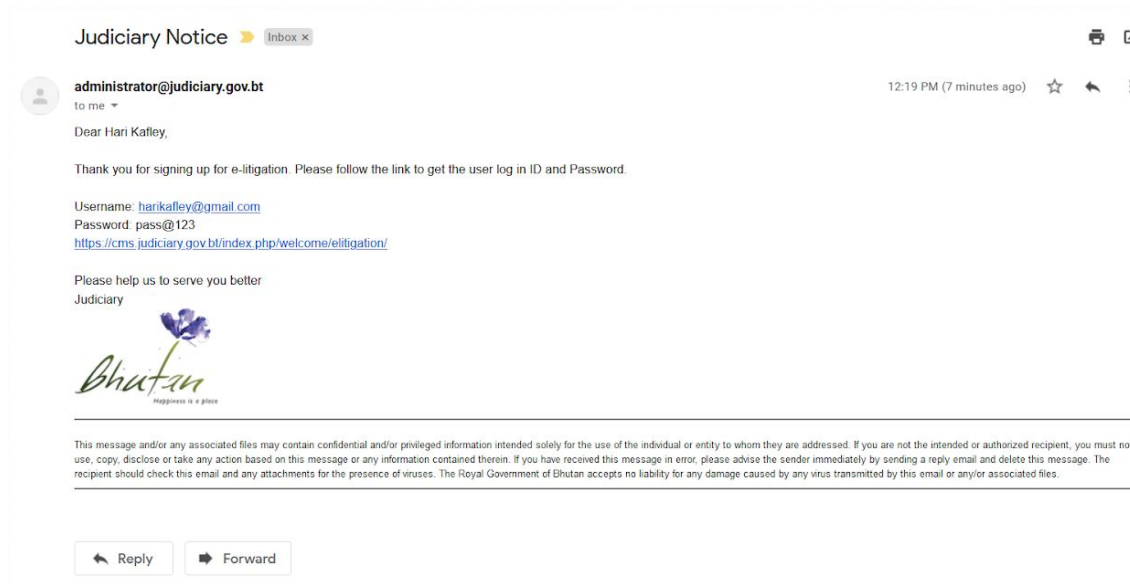 Judiciary Notice Inbox ×
administrator@judiciary.gov.bt 12:19 PM (7 minutes ago)
to me
Dear Hari Kafley,
Thank you for signing up for e-litigation. Please follow the link to get the user log in ID and Password.
Username: harikafley@gmail.com
Password: pass@123
https://cms.judiciary.gov.bt/index.php/welcome/elitigation/
Please help us to serve you better
Judiciary
Bhutan
Happiness is a place
This message and/or any associated files may contain confidential and/or privileged information intended solely for the use of the individual or entity to whom they are addressed. If you are not the intended or authorized recipient, you must no
use, copy, disclose or take any action based on this message or any information contained therein. If you have received this message in error, please advise the sender immediately by sending a reply email and delete this message. The
recipient should check this email and any attachments for the presence of viruses. The Royal Government of Bhutan accepts no liability for any damage caused by any virus transmitted by this email or any/or associated files.
Reply Forward